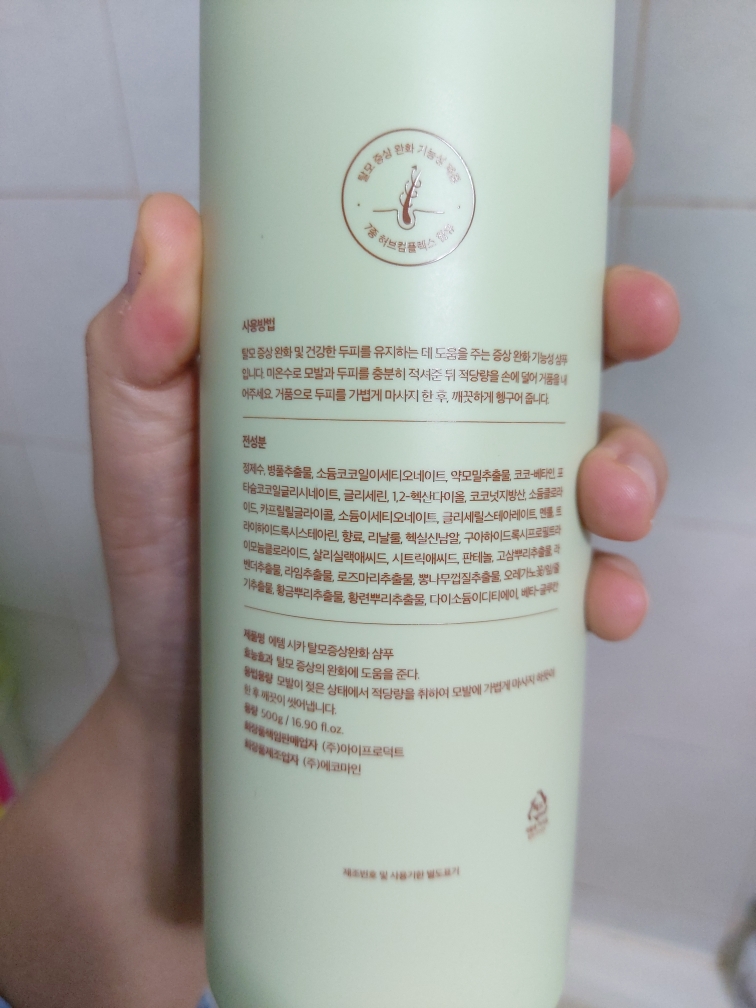 탈모 증상 완화 기능성
7종 허브컴플렉스 함유
사용방법
탈모 증상 완화 및 건강한 두피를 유지하는 데 도움을 주는 증상 완화 기능성 샴푸
입니다. 미온수로 모발과 두피를 충분히 적셔준 뒤 적당량을 손에 덜어 거품을 내
어주세요. 거품으로 두피를 가볍게 마사지 한 후, 깨끗하게 헹구어 줍니다.
전성분
정제수, 병풀추출물, 소듐코코일이세티오네이트, 약모밀추출물, 코코-베타인, 포
타슘코코일글리시네이트, 글리세린, 1,2-헥산다이올, 코코넛지방산, 소듐클로라
이드, 카프릴릴글라이콜, 소듐이세티오네이트, 글리세릴스테아레이트, 멘톨, 트
라이하이드록시스테아린, 향료, 리날룰, 헥실신남알, 구아하이드록시프로필트라
이모늄클로라이드, 살리실랙애씨드, 시트릭애씨드, 판테놀, 고삼뿌리추출물, 라
벤더추출물, 라임추출물, 로즈마리추출물, 뽕나무껍질추출물, 오레가노꽃/잎/줄
기추출물, 황금뿌리추출물, 황련뿌리추출물, 다이소듐이디티에이, 베타-글루칸
제품명 에템 시카 탈모증상완화 샴푸
효능효과 탈모 증상의 완화에 도움을 준다.
용법용량 모발이 젖은 상태에서 적당량을 취하여 모발에 가볍게 마사지 하듯이
한 후 깨끗이 씻어냅니다.
용량 500g / 16.90 fl.oz.
화장품책임판매업자 (주)아이프로덕트
화장품제조업자 (주)에코마인
제조번호 및 사용기한 별도표기